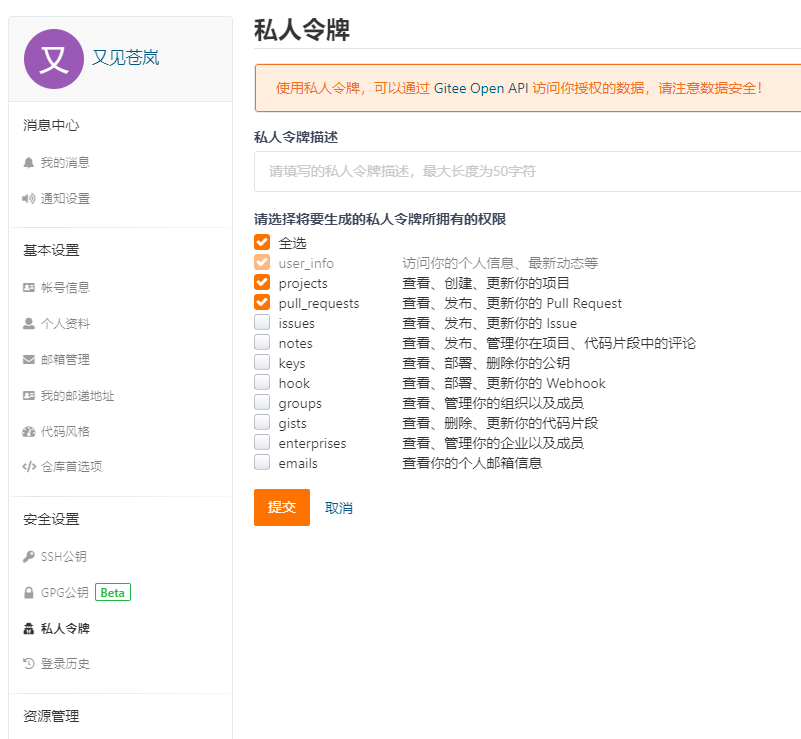 又
又见苍岚
消息中心
我的消息
通知设置
基本设置
帐号信息
个人资料
邮箱管理
我的邮递地址
代码风格
仓库首选项
安全设置
SSH公钥
GPG公钥 Beta
私人令牌
登录历史
资源管理
私人令牌
使用私人令牌，可以通过 Gitee Open API 访问你授权的数据，请注意数据安全！
私人令牌描述
请填写的私人令牌描述，最大长度为50字符
请选择将要生成的私人令牌所拥有的权限
全选
user_info 访问你的个人信息、最新动态等
projects 查看、创建、更新你的项目
pull_requests 查看、发布、更新你的 Pull Request
issues 查看、发布、更新你的 Issue
notes 查看、发布、管理你在项目、代码片段中的评论
keys 查看、部署、删除你的公钥
hook 查看、部署、更新你的 Webhook
groups 查看、管理你的组织以及成员
gists 查看、删除、更新你的代码片段
enterprises 查看、管理你的企业以及成员
emails 查看你的个人邮箱信息
提交 取消